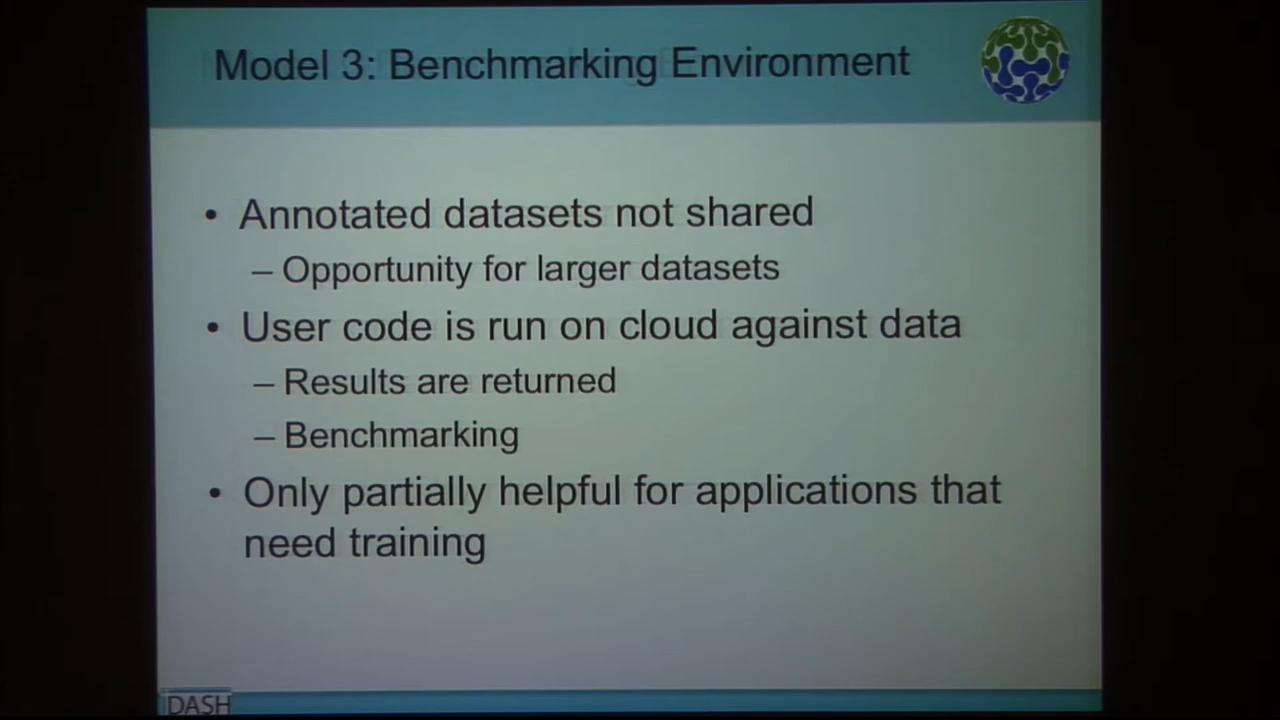 Model 3: Benchmarking Environment
• Annotated datasets not shared
– Opportunity for larger datasets
• User code is run on cloud against data
– Results are returned
– Benchmarking
• Only partially helpful for applications that
need training
iDASH